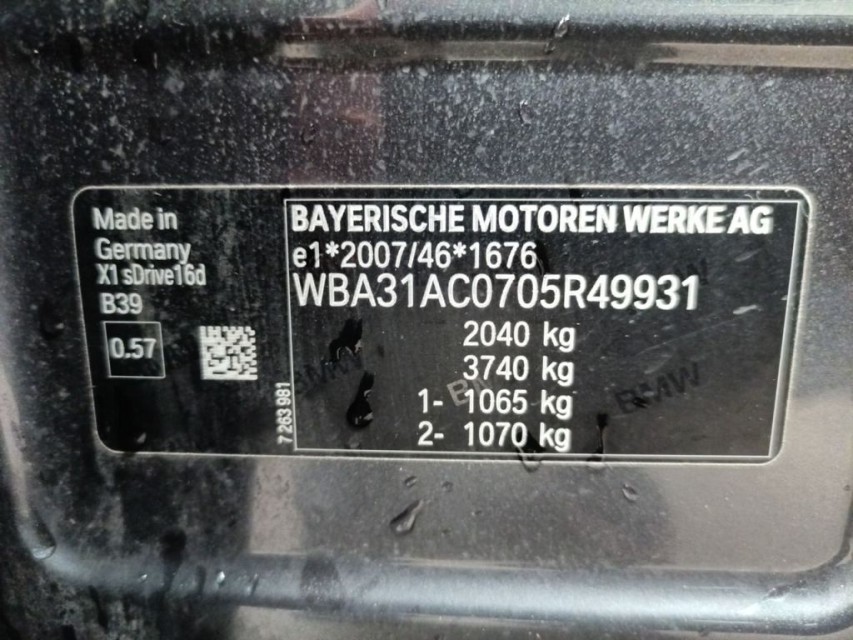 Made in
Germany
X1 sDrive16d
B39
0.57
7 263 981
BAYERISCHE MOTOREN WERKE AG
e1*2007/46*1676
WBA31AC0705R49931
2040 kg
3740 kg
1- 1065 kg
2- 1070 kg
BMW